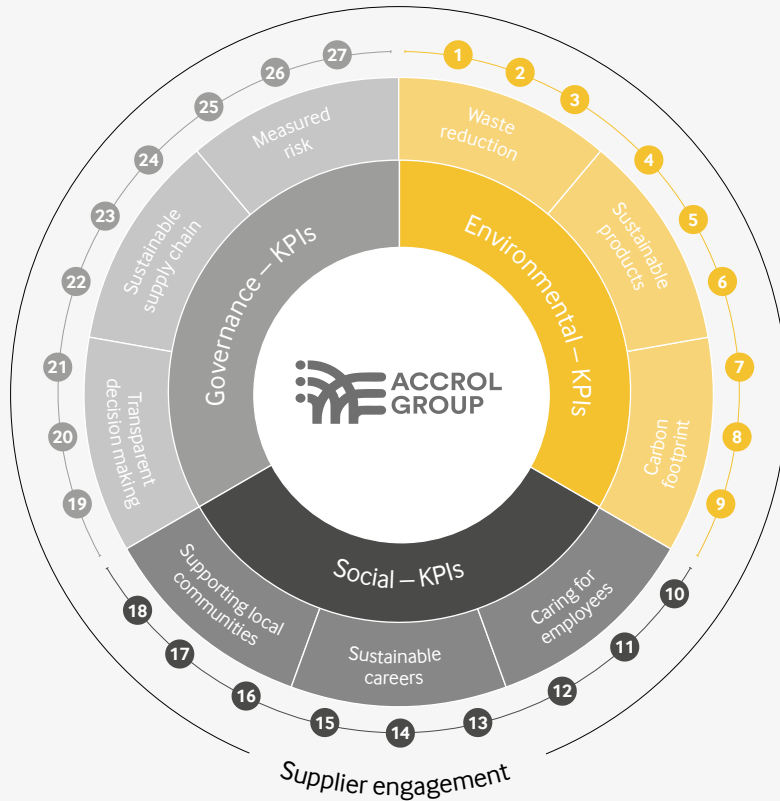 27
1
26
2
25
3
Measured
risk
Waste
reduction
24
4
Sustainable
supply chain
Sustainable
products
23
5
Governance – KPIs
Environmental – KPIs
22
6
21
7
ACCROL
GROUP
Transparent
decision making
Carbon
footprint
20
8
19
9
Social – KPIs
Supporting local
communities
Caring for
employees
18
10
Sustainable
careers
17
11
16
12
15
14
13
Supplier engagement